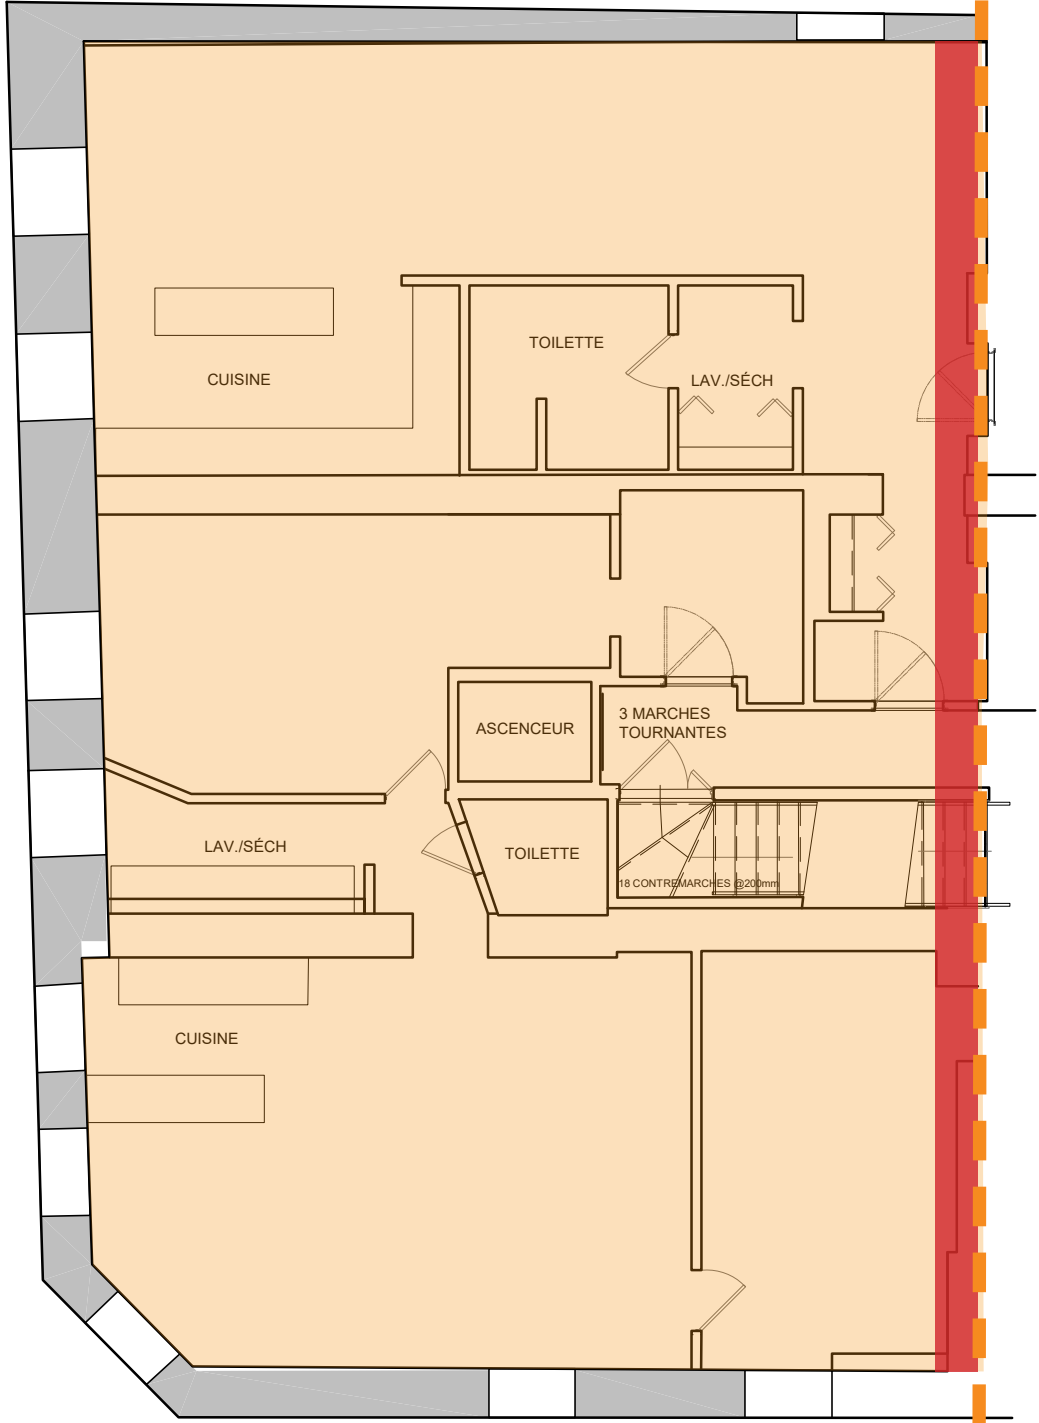 TOILETTE
CUISINE
LAV./SÉCH
ASCENCEUR
3 MARCHES
TOURNANTES
LAV./SÉCH
TOILETTE
18 CONTREMARCHES @200mm
CUISINE